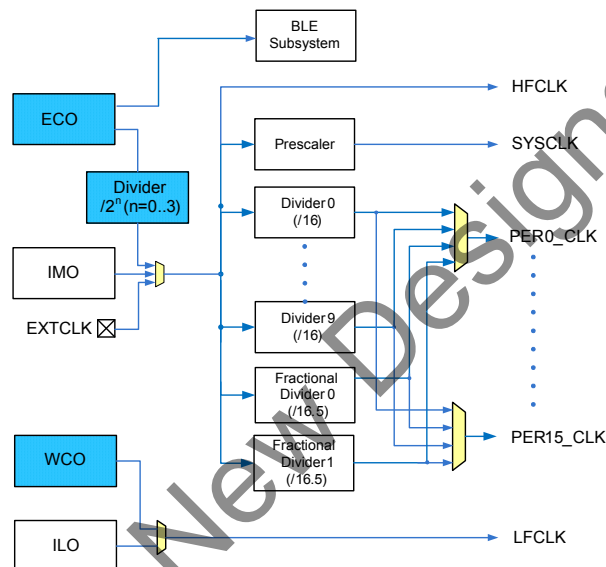 BLE
Subsystem
ECO
HFCLK
Prescaler
SYSCLK
Divider
/2ⁿ (n=0..3)
Divider 0
(/16)
PER0_CLK
IMO
EXTCLK
Divider 9
(/16)
Fractional
Divider 0
(/16.5)
Fractional
Divider 1
(/16.5)
PER15_CLK
WCO
ILO
LFCLK
New Designs